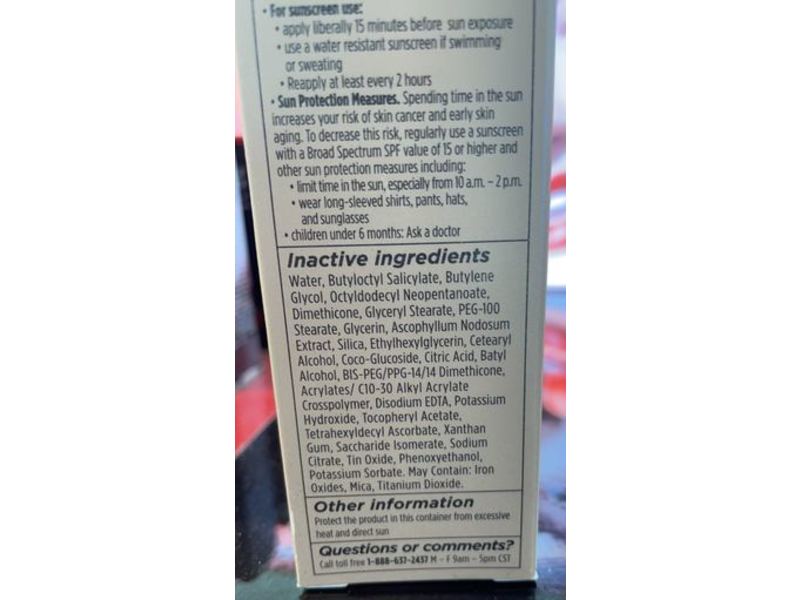 • For sunscreen use:
• apply liberally 15 minutes before sun exposure
• use a water resistant sunscreen if swimming
or sweating
• Reapply at least every 2 hours
• Sun Protection Measures. Spending time in the sun
increases your risk of skin cancer and early skin
aging. To decrease this risk, regularly use a sunscreen
with a Broad Spectrum SPF value of 15 or higher and
other sun protection measures including:
• limit time in the sun, especially from 10 a.m. – 2 p.m.
• wear long-sleeved shirts, pants, hats,
and sunglasses
• children under 6 months: Ask a doctor
Inactive ingredients
Water, Butyloctyl Salicylate, Butylene
Glycol, Octyldodecyl Neopentanoate,
Dimethicone, Glyceryl Stearate, PEG-100
Stearate, Glycerin, Ascophyllum Nodosum
Extract, Silica, Ethylhexylglycerin, Cetearyl
Alcohol, Coco-Glucoside, Citric Acid, Batyl
Alcohol, BIS-PEG/PPG-14/14 Dimethicone,
Acrylates/ C10-30 Alkyl Acrylate
Crosspolymer, Disodium EDTA, Potassium
Hydroxide, Tocopheryl Acetate,
Tetrahexyldecyl Ascorbate, Xanthan
Gum, Saccharide Isomerate, Sodium
Citrate, Tin Oxide, Phenoxyethanol,
Potassium Sorbate. May Contain: Iron
Oxides, Mica, Titanium Dioxide.
Other information
Protect the product in this container from excessive
heat and direct sun
Questions or comments?
Call toll free 1-888-637-2437 M – F 9am – 5pm CST